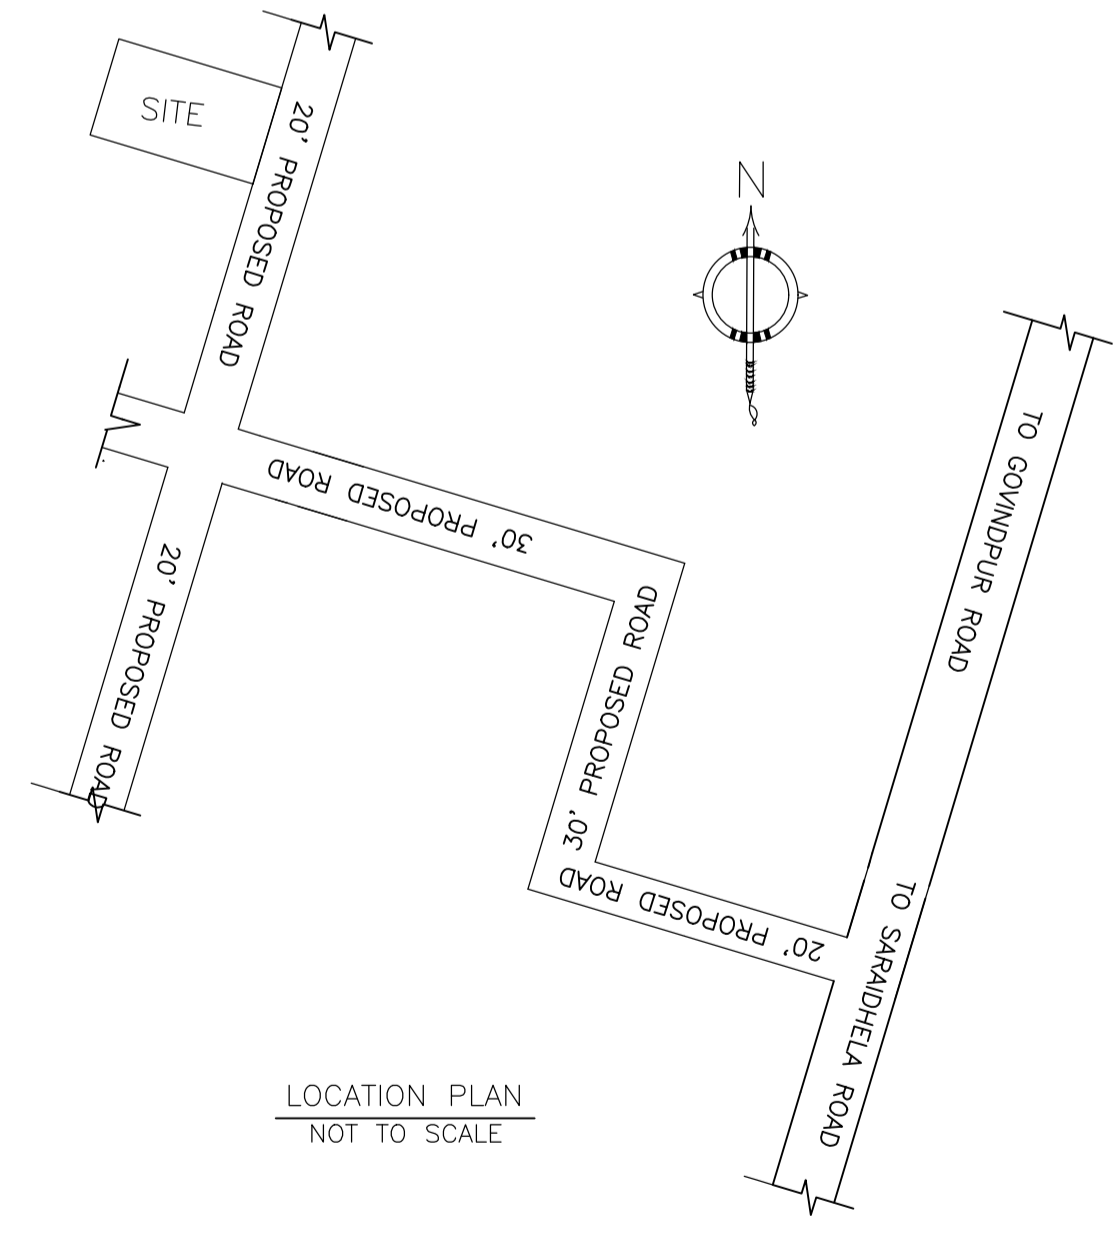 SITE
20' PROPOSED ROAD
N
TO GOVINDPUR ROAD
30' PROPOSED ROAD
20' PROPOSED ROAD
30' PROPOSED ROAD
20' PROPOSED ROAD
TO SARAIDHELA ROAD
LOCATION PLAN
NOT TO SCALE